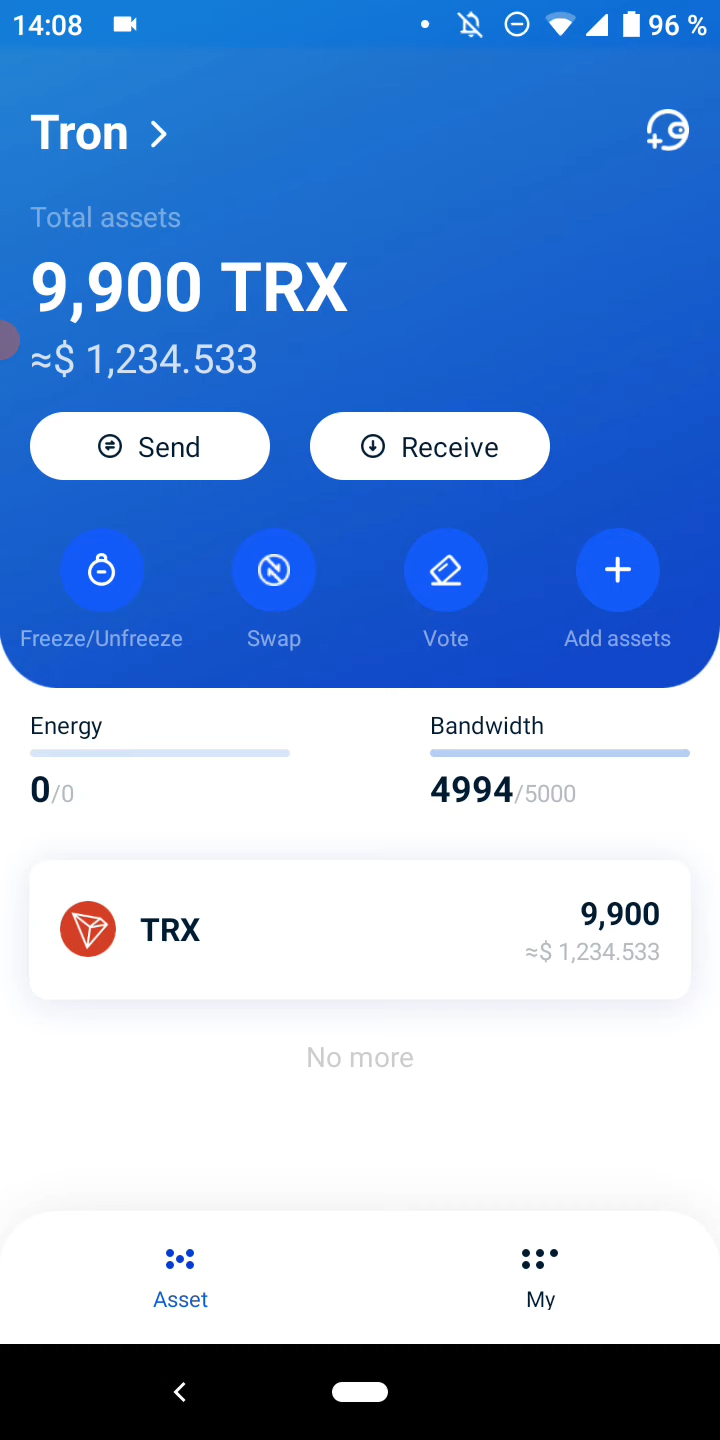 14:08 96 %
Tron
Total assets
9,900 TRX
≈$ 1,234.533
Send Receive
Freeze/Unfreeze Swap Vote Add assets
Energy Bandwidth
0/0 4994/5000
TRX 9,900
≈$ 1,234.533
No more
Asset My